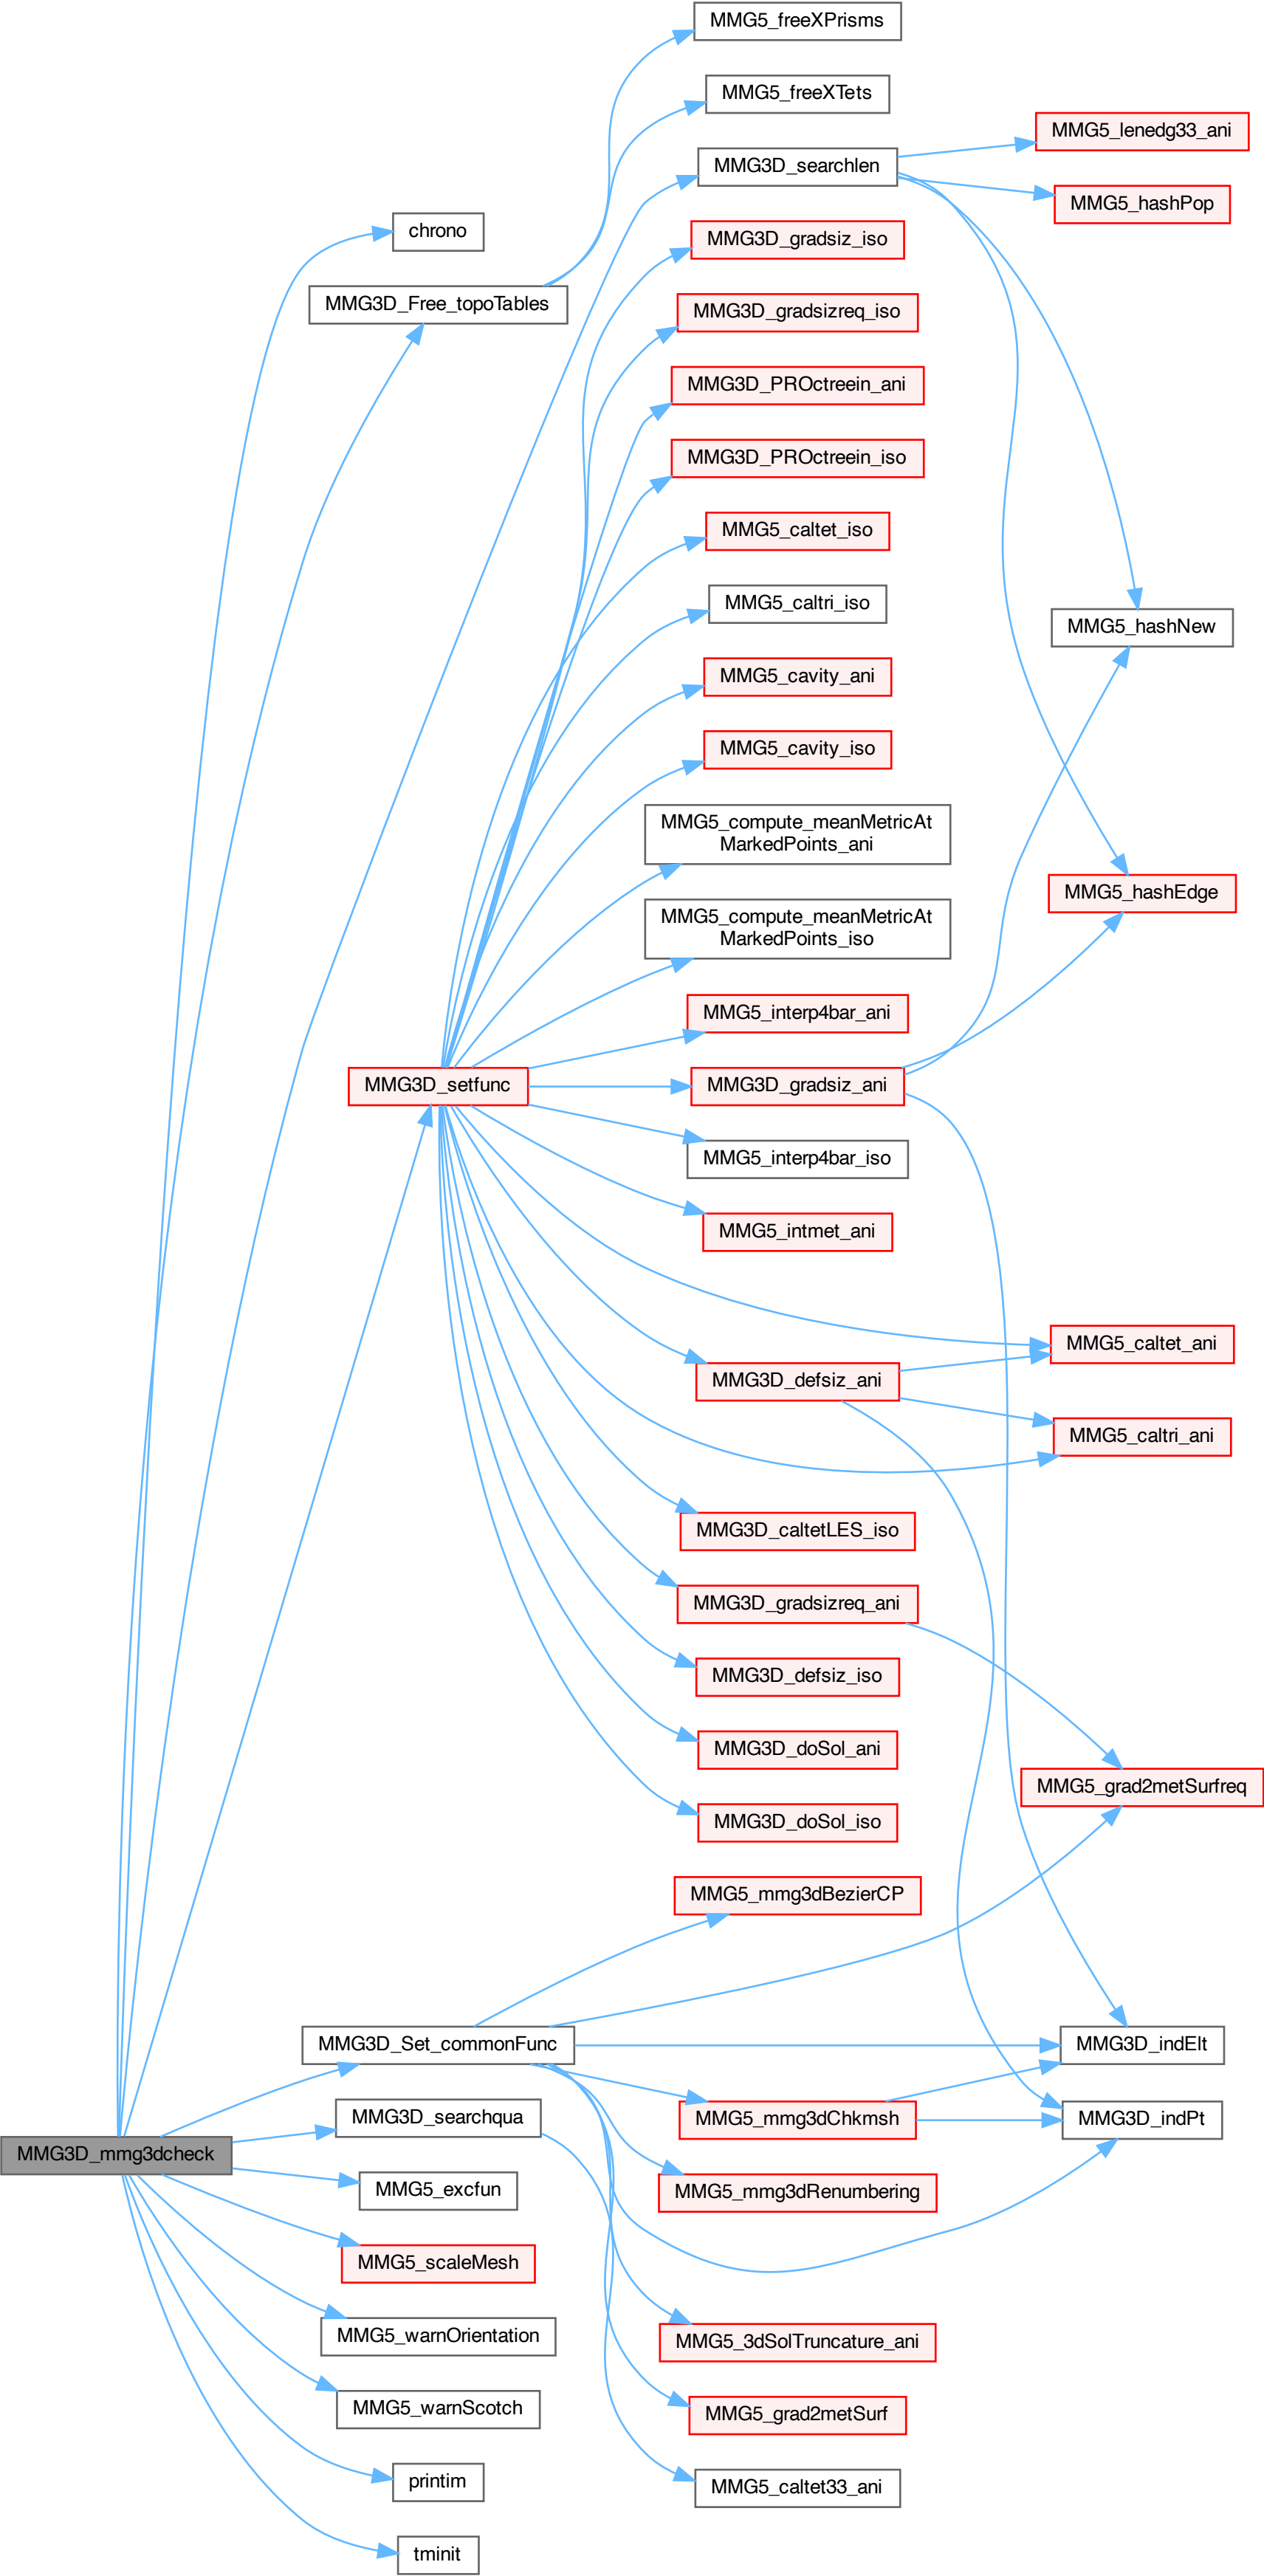 MMG5_freeXPrisms
MMG5_freeXTets
MMG5_lenedg33_ani
MMG3D_searchlen
MMG5_hashPop
chrono
MMG3D_gradsiz_iso
MMG3D_Free_topoTables
MMG3D_gradsizreq_iso
MMG3D_PROctreein_ani
MMG3D_PROctreein_iso
MMG5_caltet_iso
MMG5_caltri_iso
MMG5_hashNew
MMG5_cavity_ani
MMG5_cavity_iso
MMG5_compute_meanMetricAt
MarkedPoints_ani
MMG5_hashEdge
MMG5_compute_meanMetricAt
MarkedPoints_iso
MMG5_interp4bar_ani
MMG3D_setfunc
MMG3D_gradsiz_ani
MMG5_interp4bar_iso
MMG5_intmet_ani
MMG5_caltet_ani
MMG3D_defsiz_ani
MMG5_caltri_ani
MMG3D_caltetLES_iso
MMG3D_gradsizreq_ani
MMG3D_defsiz_iso
MMG3D_doSol_ani
MMG5_grad2metSurfreq
MMG3D_doSol_iso
MMG5_mmg3dBezierCP
MMG3D_Set_commonFunc
MMG3D_indElt
MMG3D_searchqua
MMG5_mmg3dChkmsh
MMG3D_indPt
MMG3D_mmg3dcheck
MMG5_excfun
MMG5_mmg3dRenumbering
MMG5_scaleMesh
MMG5_warnOrientation
MMG5_3dSolTruncature_ani
MMG5_warnScotch
MMG5_grad2metSurf
printim
MMG5_caltet33_ani
tminit